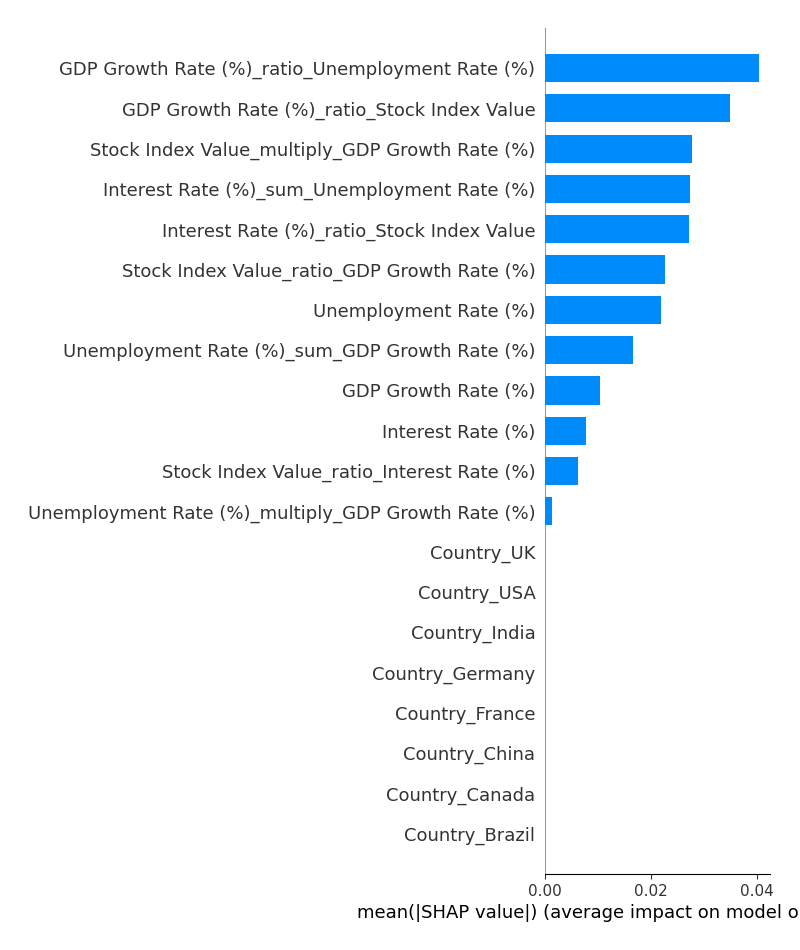 GDP Growth Rate (%)_ratio_Unemployment Rate (%)
GDP Growth Rate (%)_ratio_Stock Index Value
Stock Index Value_multiply_GDP Growth Rate (%)
Interest Rate (%)_sum_Unemployment Rate (%)
Interest Rate (%)_ratio_Stock Index Value
Stock Index Value_ratio_GDP Growth Rate (%)
Unemployment Rate (%)
Unemployment Rate (%)_sum_GDP Growth Rate (%)
GDP Growth Rate (%)
Interest Rate (%)
Stock Index Value_ratio_Interest Rate (%)
Unemployment Rate (%)_multiply_GDP Growth Rate (%)
Country_UK
Country_USA
Country_India
Country_Germany
Country_France
Country_China
Country_Canada
Country_Brazil
0.00 0.02 0.04
mean(|SHAP value|) (average impact on model o